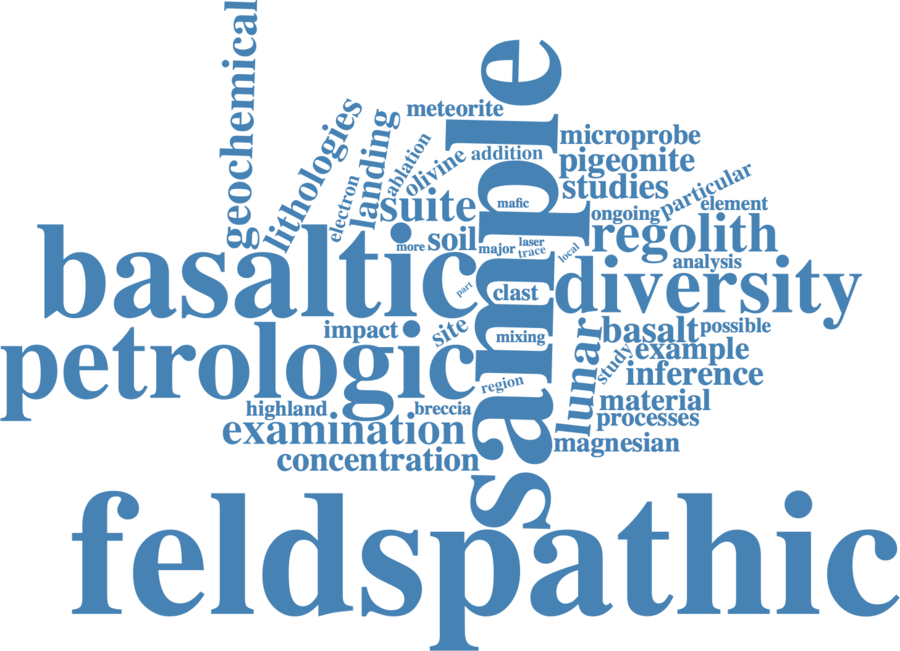 geochemical
lithologies
electron
landing
ablation
olivine
meteorite
addition
sample
microprobe
pigeonite
studies
particular
suite
mafic
ongoing
element
more
soil
major
laser
trace
local
regolith
analysis
basaltic
part
clast
diversity
impact
site
mixing
lunar
basalt
possible
petrologic
study
example
region
inference
highland
breccia
material
processes
examination
magnesian
concentration
feldspathic